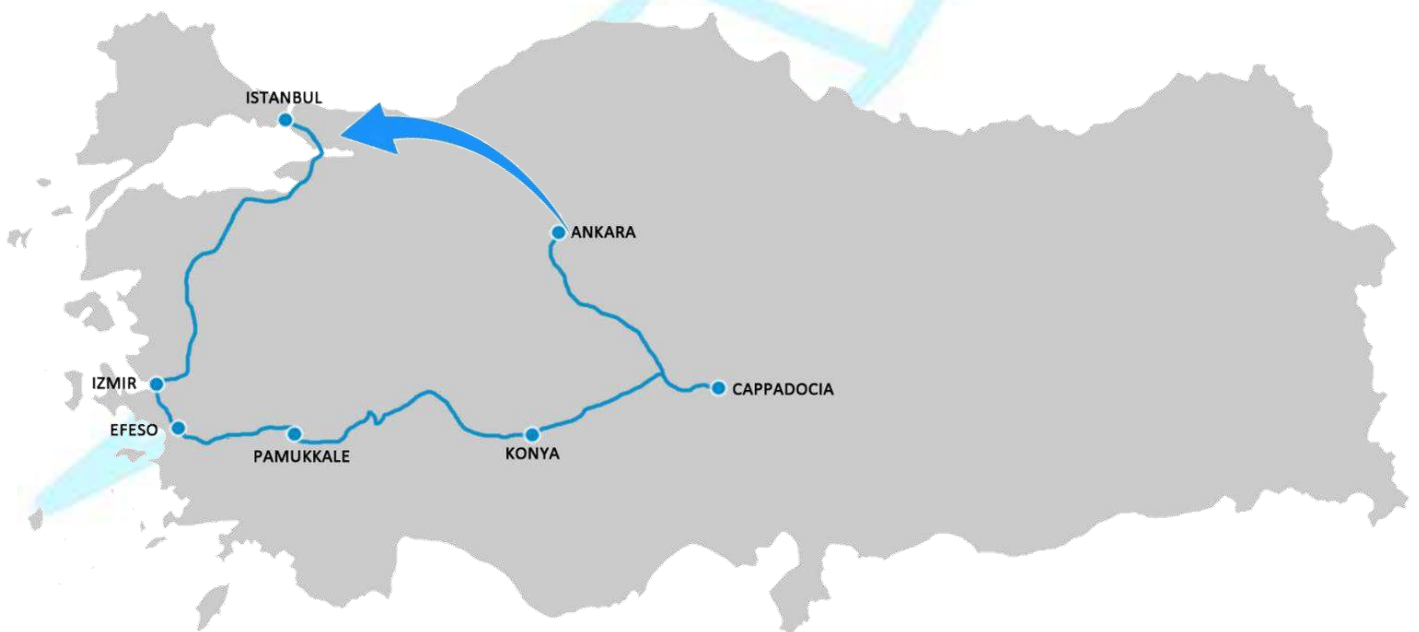 ISTANBUL
ANKARA
IZMIR
CAPPADOCIA
EFESO
PAMUKKALE
KONYA